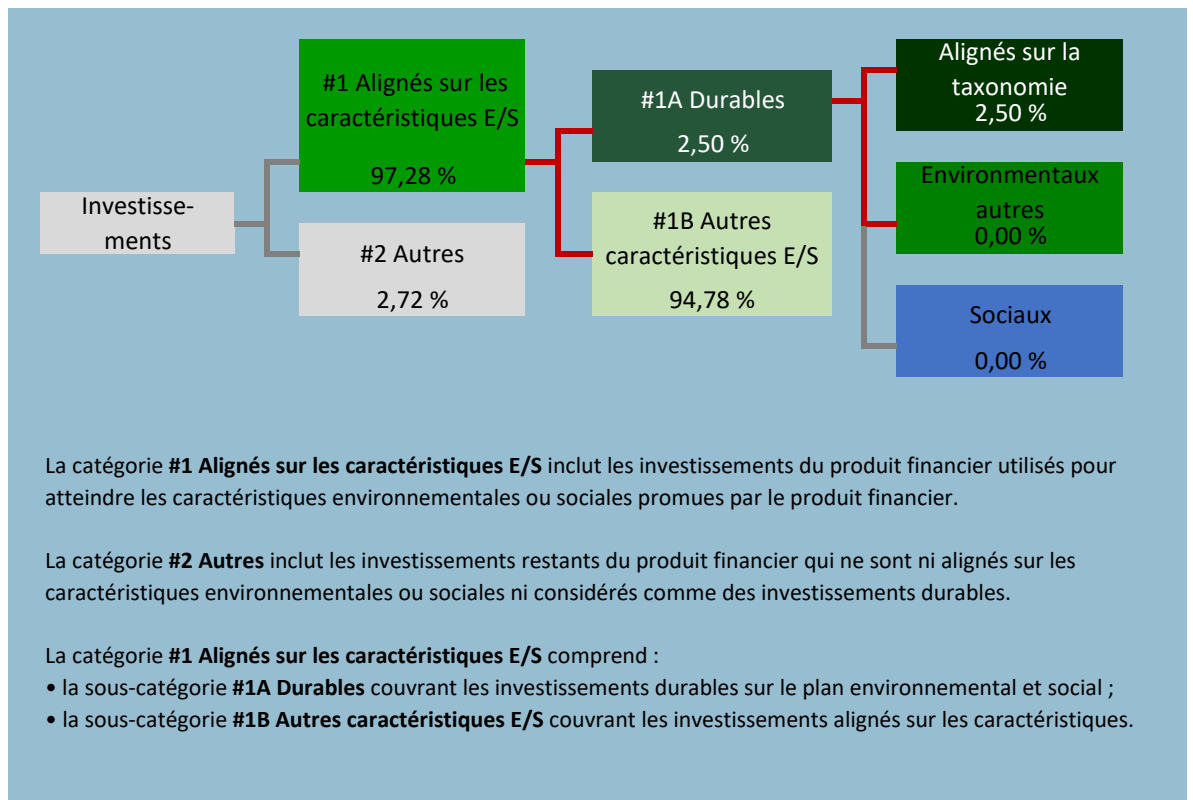 Investisse-
ments
#1 Alignés sur les
caractéristiques E/S
97,28 %
#2 Autres
2,72 %
#1A Durables
2,50 %
#1B Autres
caractéristiques E/S
94,78 %
Alignés sur la
taxonomie
2,50 %
Environmentaux
autres
0,00 %
Sociaux
0,00 %
La catégorie #1 Alignés sur les caractéristiques E/S inclut les investissements du produit financier utilisés pour
atteindre les caractéristiques environnementales ou sociales promues par le produit financier.
La catégorie #2 Autres inclut les investissements restants du produit financier qui ne sont ni alignés sur les
caractéristiques environnementales ou sociales ni considérés comme des investissements durables.
La catégorie #1 Alignés sur les caractéristiques E/S comprend :
• la sous-catégorie #1A Durables couvrant les investissements durables sur le plan environnemental et social ;
• la sous-catégorie #1B Autres caractéristiques E/S couvrant les investissements alignés sur les caractéristiques.